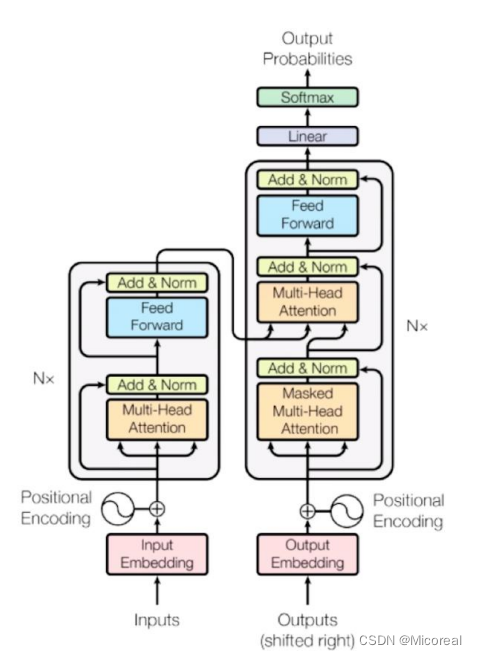 Output
Probabilities
Softmax
Linear
Add & Norm
Feed
Forward
Add & Norm
Multi-Head
Attention
Add & Norm
Masked
Multi-Head
Attention
N×
Add & Norm
Feed
Forward
Add & Norm
Multi-Head
Attention
N×
Positional
Encoding
Positional
Encoding
Input
Embedding
Output
Embedding
Inputs
Outputs
(shifted right)
CSDN @Micoreal